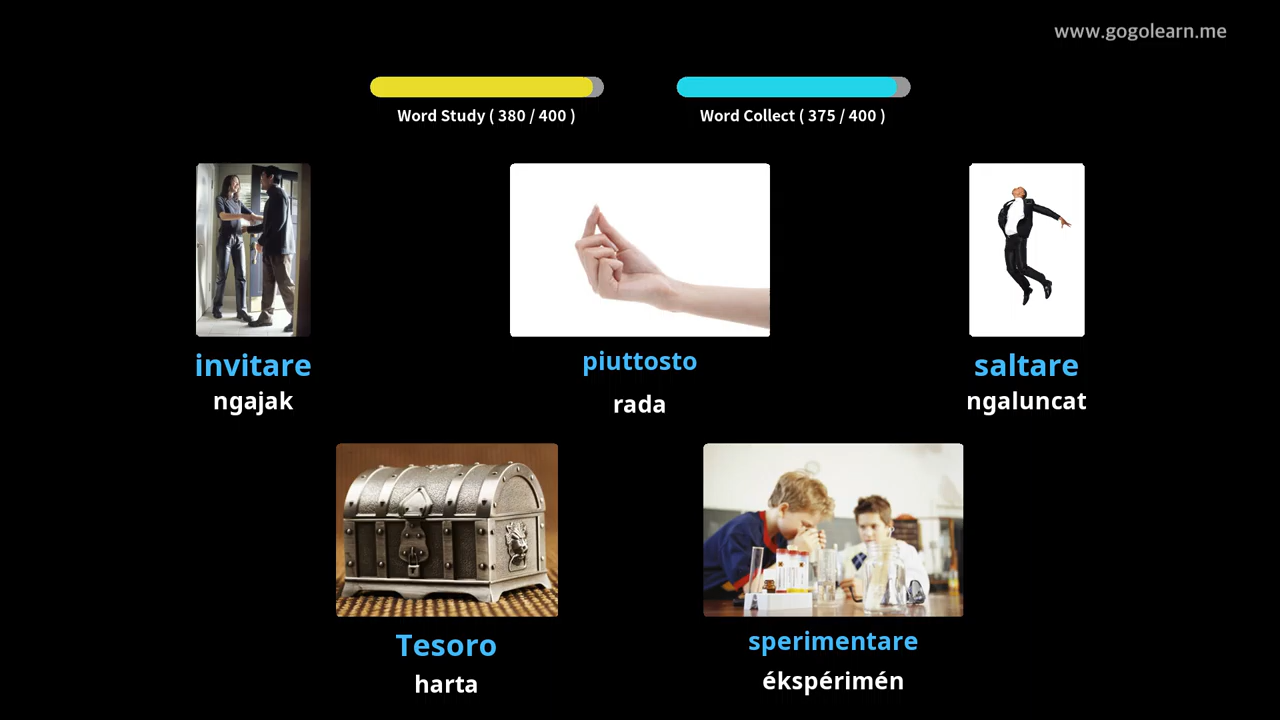 www.gogolearn.me
Word Study ( 380 / 400 )
Word Collect ( 375 / 400 )
invitare
ngajak
piuttosto
rada
saltare
ngaluncat
Tesoro
harta
sperimentare
ékspérimén